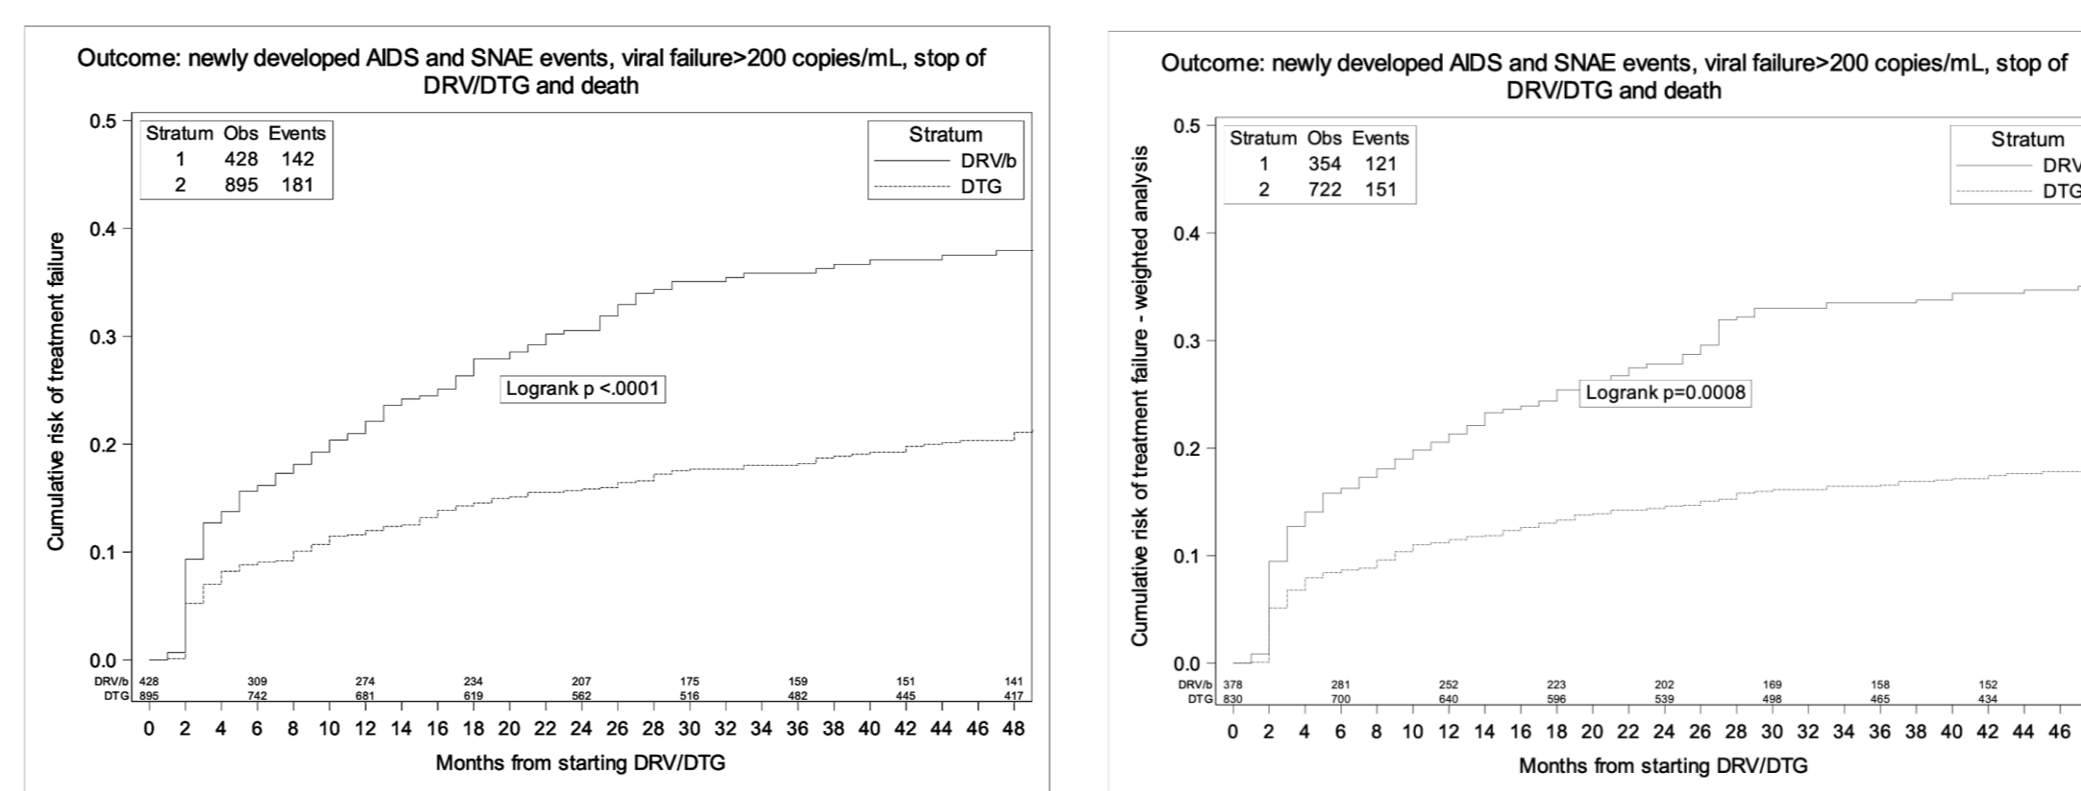 Outcome: newly developed AIDS and SNAE events, viral failure>200 copies/mL, stop of
DRV/DTG and death
Cumulative risk of treatment failure
0.5
0.4
0.3
0.2
0.1
0.0
Stratum Obs Events
1 428 142
2 895 181
Stratum
DRV/b
DTG
Logrank p <.0001
DRV/b 428 309 274 234 207 175 159 151 141
DTG 895 742 681 619 562 516 482 445 417
0 2 4 6 8 10 12 14 16 18 20 22 24 26 28 30 32 34 36 38 40 42 44 46 48
Months from starting DRV/DTG
Outcome: newly developed AIDS and SNAE events, viral failure>200 copies/mL, stop of
DRV/DTG and death
Cumulative risk of treatment failure - weighted analysis
0.5
0.4
0.3
0.2
0.1
0.0
Stratum Obs Events
1 354 121
2 722 151
Stratum
DRV
DTG
Logrank p=0.0008
DRV/b 378 281 252 223 202 169 158 152
DTG 830 700 640 596 539 498 465 434
0 2 4 6 8 10 12 14 16 18 20 22 24 26 28 30 32 34 36 38 40 42 44 46
Months from starting DRV/DTG